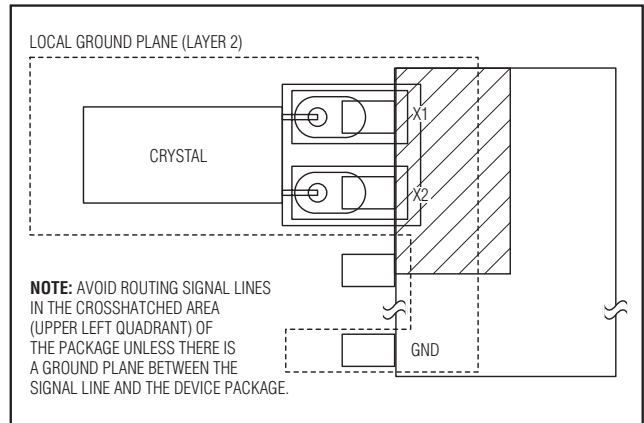 LOCAL GROUND PLANE (LAYER 2)
X1
CRYSTAL
X2
NOTE: AVOID ROUTING SIGNAL LINES
IN THE CROSSHATCHED AREA
(UPPER LEFT QUADRANT) OF
THE PACKAGE UNLESS THERE IS
A GROUND PLANE BETWEEN THE
SIGNAL LINE AND THE DEVICE PACKAGE.
GND